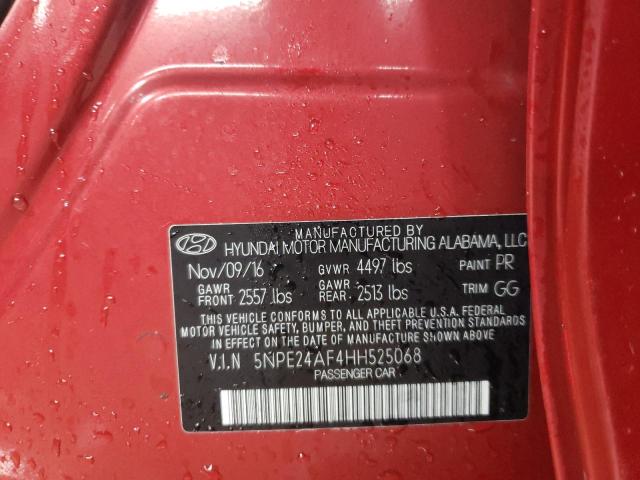 MANUFACTURED BY
HYUNDAI MOTOR MANUFACTURING ALABAMA, LLC
Nov/09/16 GVWR 4497 lbs PAINT PR
GAWR FRONT 2557 lbs GAWR REAR 2513 lbs TRIM GG
THIS VEHICLE CONFORMS TO ALL APPLICABLE U.S.A. FEDERAL
MOTOR VEHICLE SAFETY, BUMPER, AND THEFT PREVENTION
STANDARDS IN EFFECT ON THE DATE OF MANUFACTURE SHOWN ABOVE.
V.I.N 5NPE24AF4HH525068
PASSENGER CAR